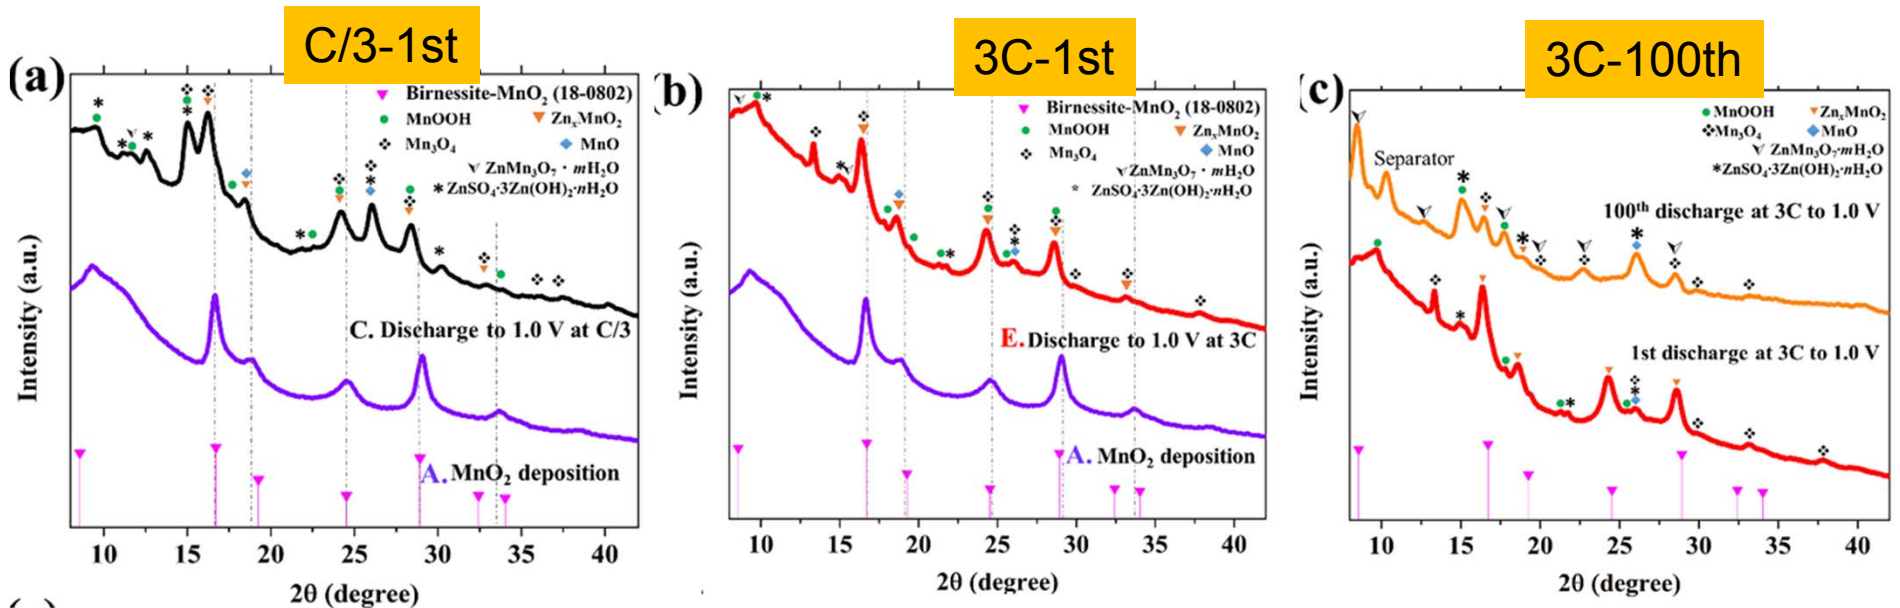 C/3-1st
(a)
Birnessite-MnO₂ (18-0802)
MnOOH
ZnₓMnO₂
Mn₃O₄
MnO
ZnMn₃O₇ · mH₂O
ZnSO₄·3Zn(OH)₂·nH₂O
C. Discharge to 1.0 V at C/3
A. MnO₂ deposition
Intensity (a.u.)
10 15 20 25 30 35 40
2θ (degree)
3C-1st
(b)
Birnessite-MnO₂ (18-0802)
MnOOH
ZnₓMnO₂
Mn₃O₄
MnO
ZnMn₃O₇ · mH₂O
ZnSO₄·3Zn(OH)₂·nH₂O
E. Discharge to 1.0 V at 3C
A. MnO₂ deposition
Intensity (a.u.)
10 15 20 25 30 35 40
2θ (degree)
3C-100th
(c)
MnOOH
ZnₓMnO₂
Mn₃O₄
MnO
ZnMn₃O₇·mH₂O
*ZnSO₄·3Zn(OH)₂·nH₂O
Separator
100th discharge at 3C to 1.0 V
1st discharge at 3C to 1.0 V
Intensity (a.u.)
10 15 20 25 30 35 40
2θ (degree)